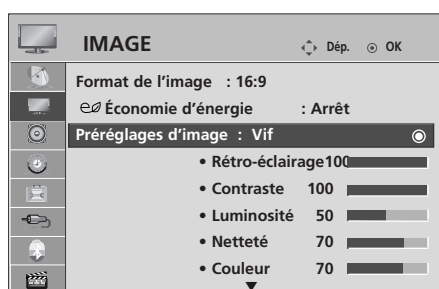 IMAGE Dép. OK
Format de l'image : 16:9
Économie d'énergie : Arrêt
Préréglages d'image : Vif
• Rétro-éclairage100
• Contraste 100
• Luminosité 50
• Netteté 70
• Couleur 70